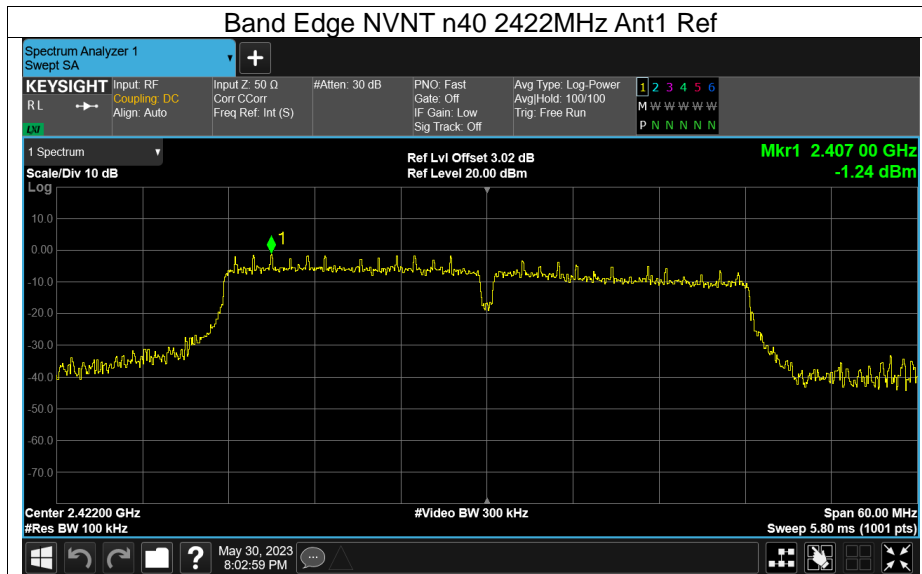 Band Edge NVNT n40 2422MHz Ant1 Ref
Spectrum Analyzer 1
Swept SA
KEYSIGHT
R L
LXI
Input: RF
Coupling: DC
Align: Auto
Input Z: 50 Ω
Corr CCorr
Freq Ref: Int (S)
#Atten: 30 dB
PNO: Fast
Gate: Off
IF Gain: Low
Sig Track: Off
Avg Type: Log-Power
Avg|Hold: 100/100
Trig: Free Run
1 2 3 4 5 6
M W W W W W
P N N N N N
1 Spectrum
Scale/Div 10 dB
Ref Lvl Offset 3.02 dB
Ref Level 20.00 dBm
Mkr1 2.407 00 GHz
-1.24 dBm
Log
10.0
0.00
-10.0
-20.0
-30.0
-40.0
-50.0
-60.0
-70.0
1
Center 2.42200 GHz
#Res BW 100 kHz
#Video BW 300 kHz
Span 60.00 MHz
Sweep 5.80 ms (1001 pts)
?
May 30, 2023
8:02:59 PM